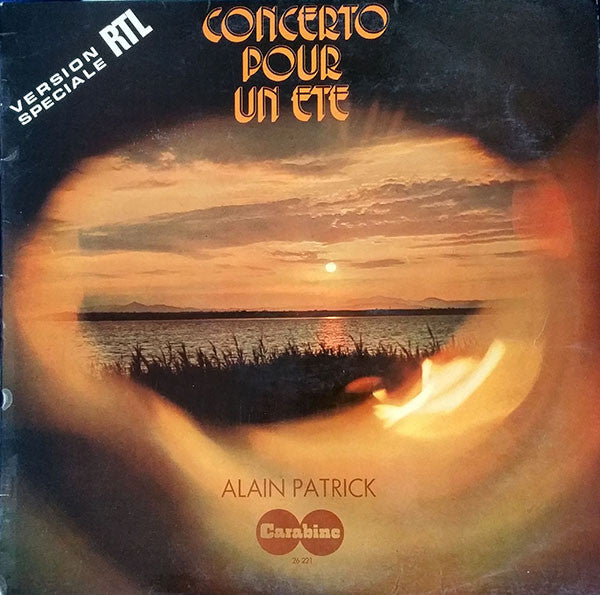 VERSION
SPECIALE
RTL
CONCERTO
POUR
UN ETE
ALAIN PATRICK
Carabine
26 221